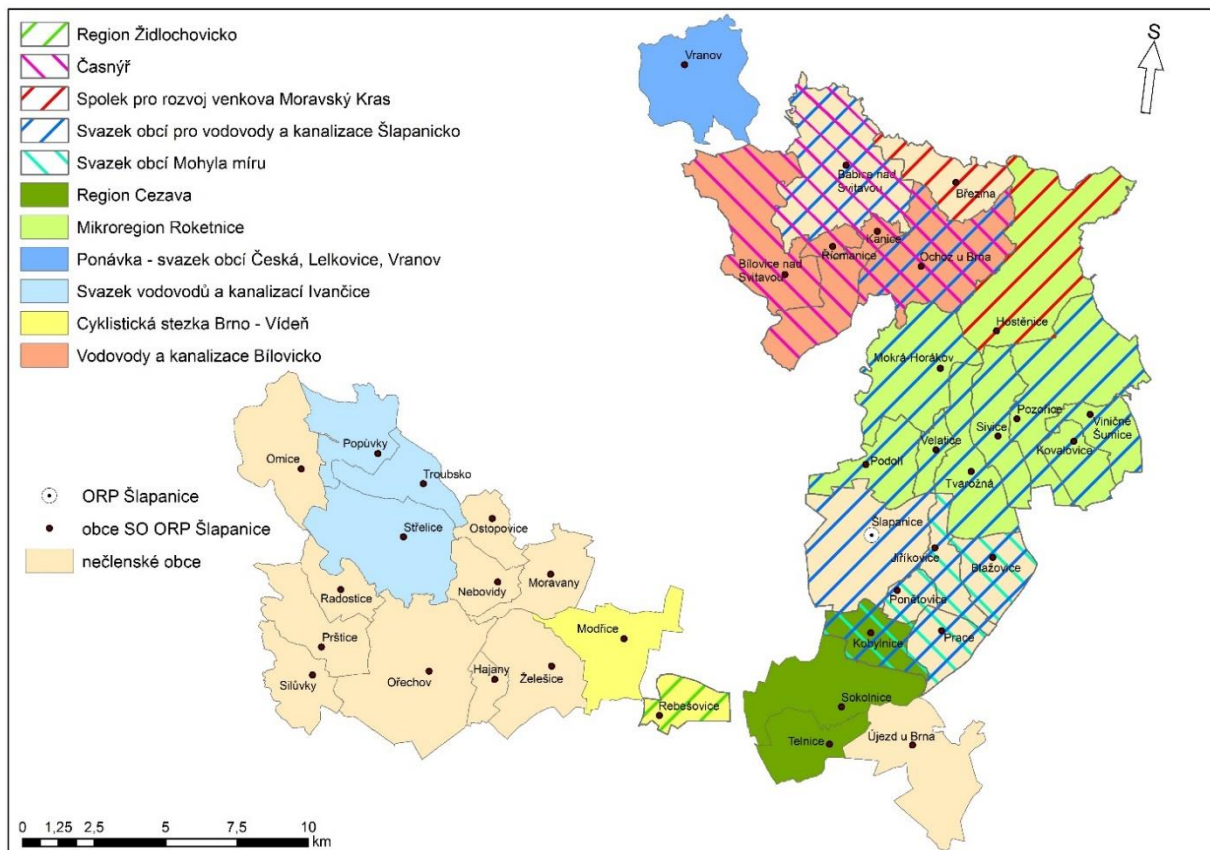 Region Židlochovicko
Časnýř
Spolek pro rozvoj venkova Moravský Kras
Svazek obcí pro vodovody a kanalizace Šlapanicko
Svazek obcí Mohyla míru
Region Cezava
Mikroregion Roketnice
Ponávka - svazek obcí Česká, Lelkovice, Vranov
Svazek vodovodů a kanalizací Ivančice
Cyklistická stezka Brno - Vídeň
Vodovody a kanalizace Bílovicko
ORP Šlapanice
obce SO ORP Šlapanice
nečlenské obce
S
Vranov
Babice nad
Svitavou
Březina
Kanice
Řícmanice
Ochoz u Brna
Bílovice nad
Svitavou
Hostěnice
Mokrá-Horákov
Pozořice
Viničné
Šumice
Sivice
Velatice
Kovalovice
Podolí
Tvarožná
Slapanice
Jiříkovice
Blažovice
Ponětovice
Kobylnice
Prace
Sokolnice
Telnice
Újezd u Brna
Omice
Popůvky
Troubsko
Střelice
Ostopovice
Nebovidy
Moravany
Radostice
Modřice
Prštice
Silůvky
Ořechov
Hajany
Želešice
Rebešovice
0 1,25 2,5 5 7,5 10
km